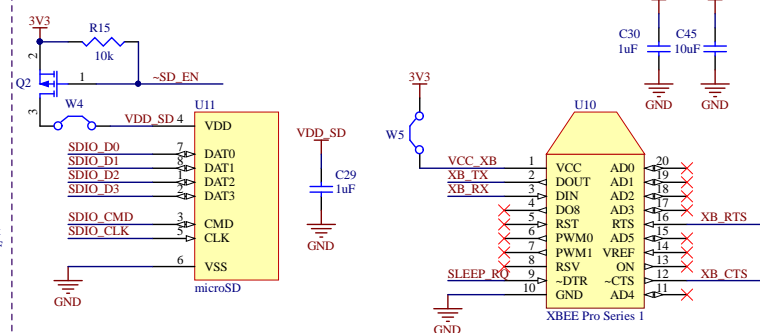 3V3
R15
10k
2
Q2
1
~SD_EN
3
W4
U11
VDD_SD 4 VDD
SDIO_D0 7 DAT0
SDIO_D1 8 DAT1
SDIO_D2 1 DAT2
SDIO_D3 2 DAT3
SDIO_CMD 3 CMD
SDIO_CLK 5 CLK
6 VSS
GND
microSD
VDD_SD
C29
1uF
GND
C30
1uF
GND
C45
10uF
GND
3V3
W5
U10
VCC_XB 1 VCC AD0 20
XB_TX 2 DOUT AD1 19
XB_RX 3 DIN AD2 18
4 DO8 AD3 17
5 RST RTS 16 XB_RTS
6 PWM0 AD5 15
7 PWM1 VREF 14
8 RSV ON 13
SLEEP_RQ 9 ~DTR ~CTS 12 XB_CTS
10 GND AD4 11
GND
XBEE Pro Series 1